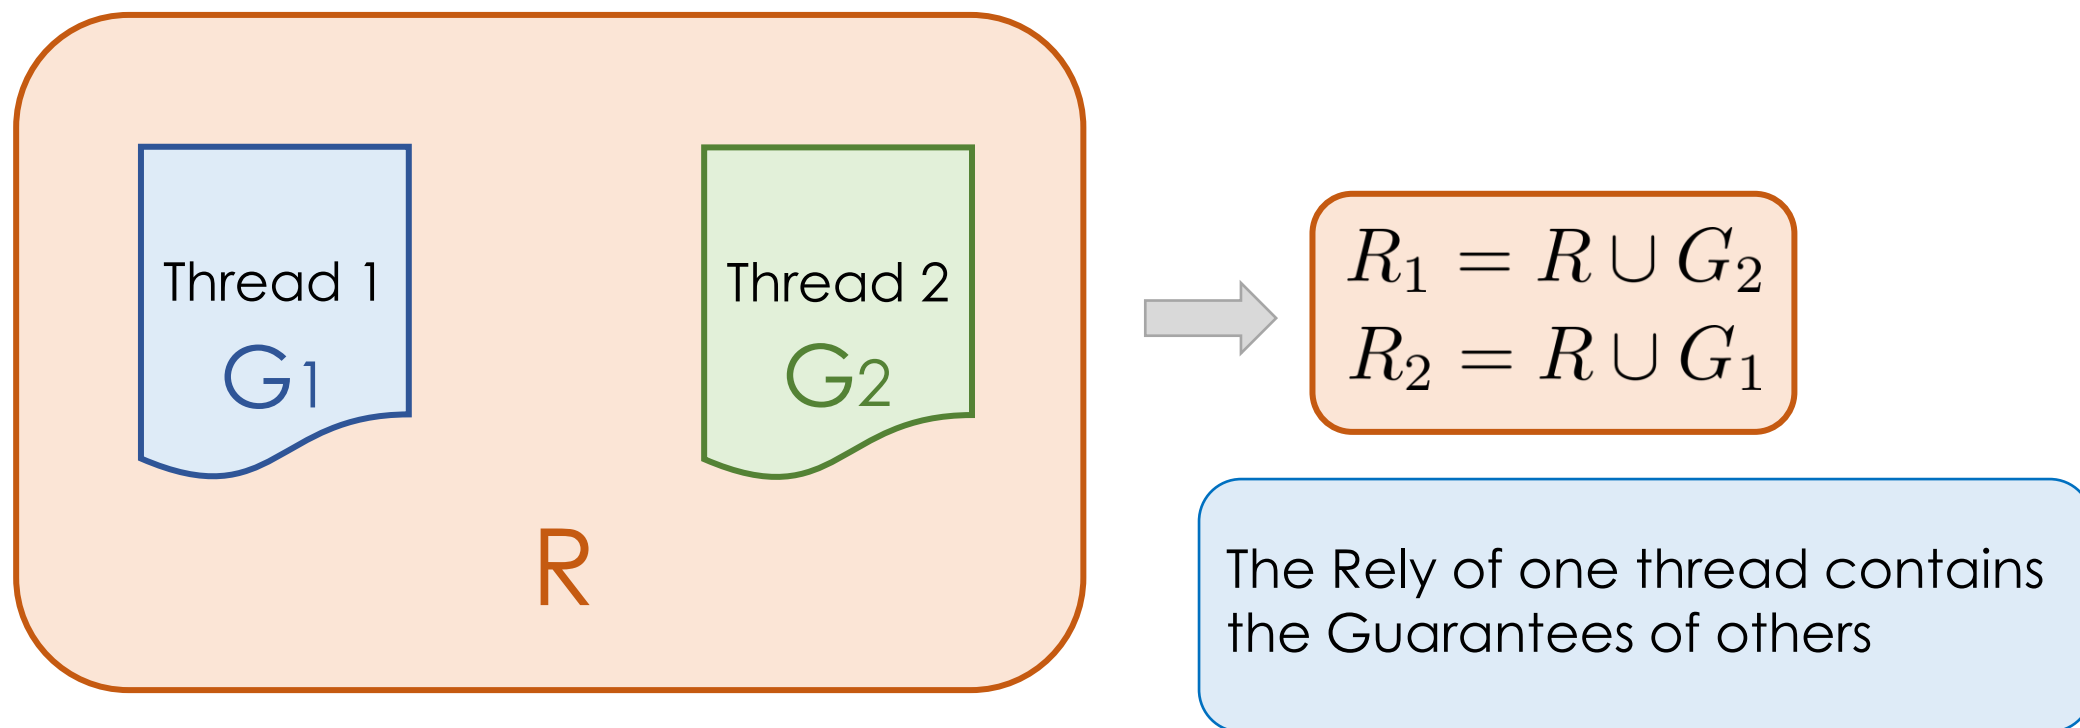 Thread 1
G1
Thread 2
G2
R
R₁ = R ∪ G₂
R₂ = R ∪ G₁
The Rely of one thread contains
the Guarantees of others